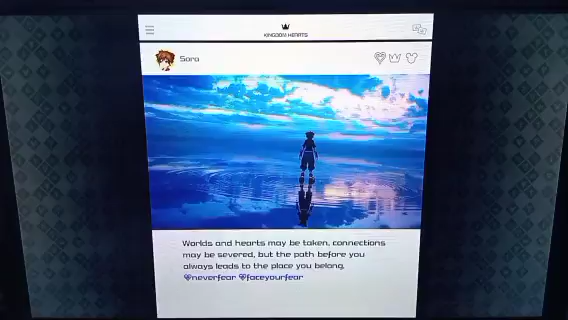 KINGDOM HEARTS
Sora
Worlds and hearts may be taken, connections
may be severed, but the path before you
always leads to the place you belong.
neverfear faceyourfear